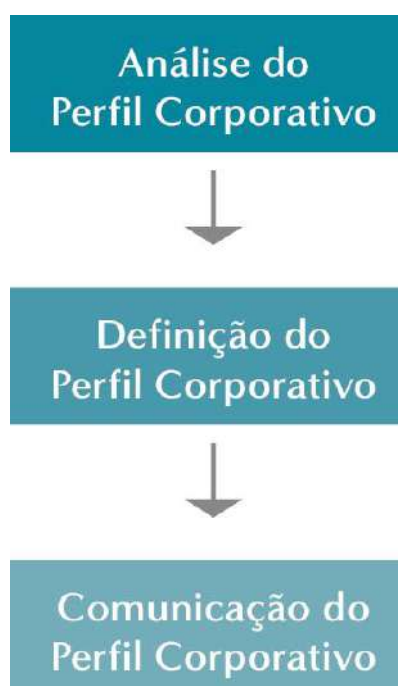 Análise do
Perfil Corporativo
Definição do
Perfil Corporativo
Comunicação do
Perfil Corporativo